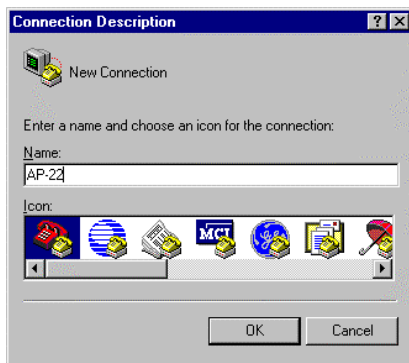 Connection Description
New Connection
Enter a name and choose an icon for the connection:
Name:
AP-22
Icon:
MCI
OK
Cancel